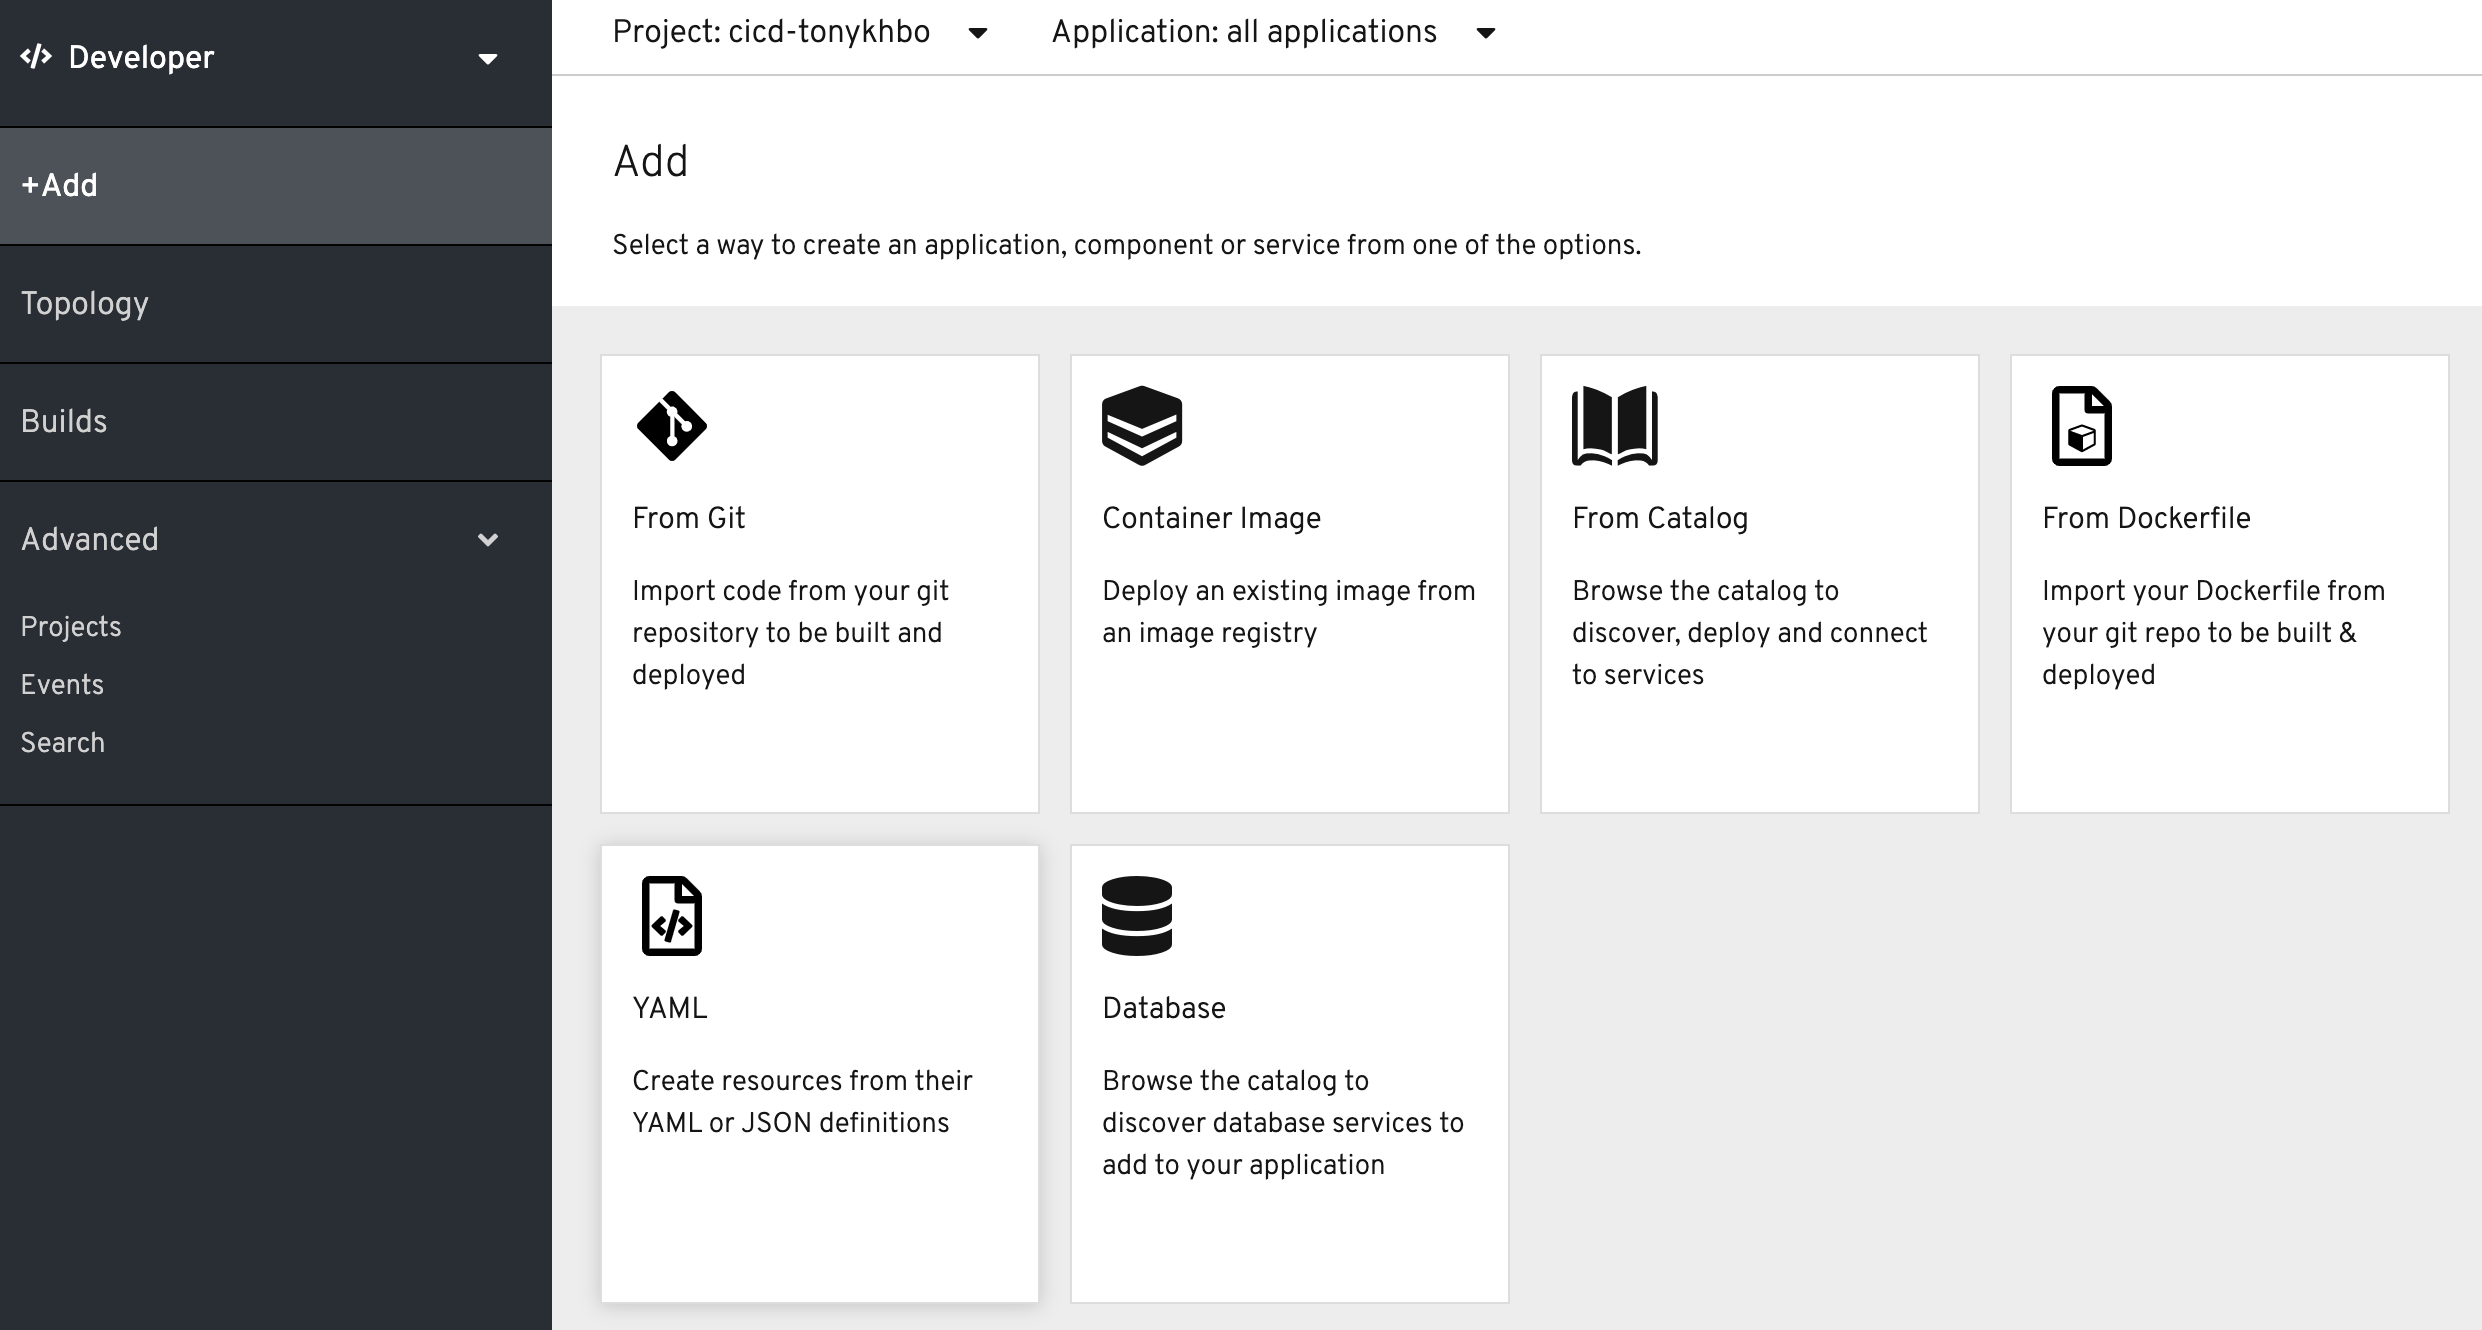 Developer
+Add
Topology
Builds
Advanced
Projects
Events
Search
Project: cicd-tonykhbo
Application: all applications
Add
Select a way to create an application, component or service from one of the options.
From Git
Import code from your git
repository to be built and
deployed
Container Image
Deploy an existing image from
an image registry
From Catalog
Browse the catalog to
discover, deploy and connect
to services
From Dockerfile
Import your Dockerfile from
your git repo to be built &
deployed
YAML
Create resources from their
YAML or JSON definitions
Database
Browse the catalog to
discover database services to
add to your application